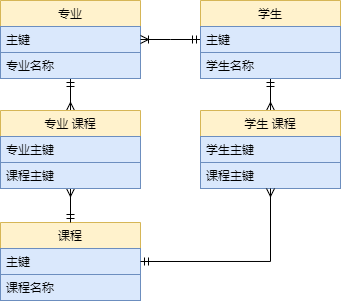 专业
主键
专业名称
学生
主键
学生名称
专业 课程
专业主键
课程主键
学生 课程
学生主键
课程主键
课程
主键
课程名称